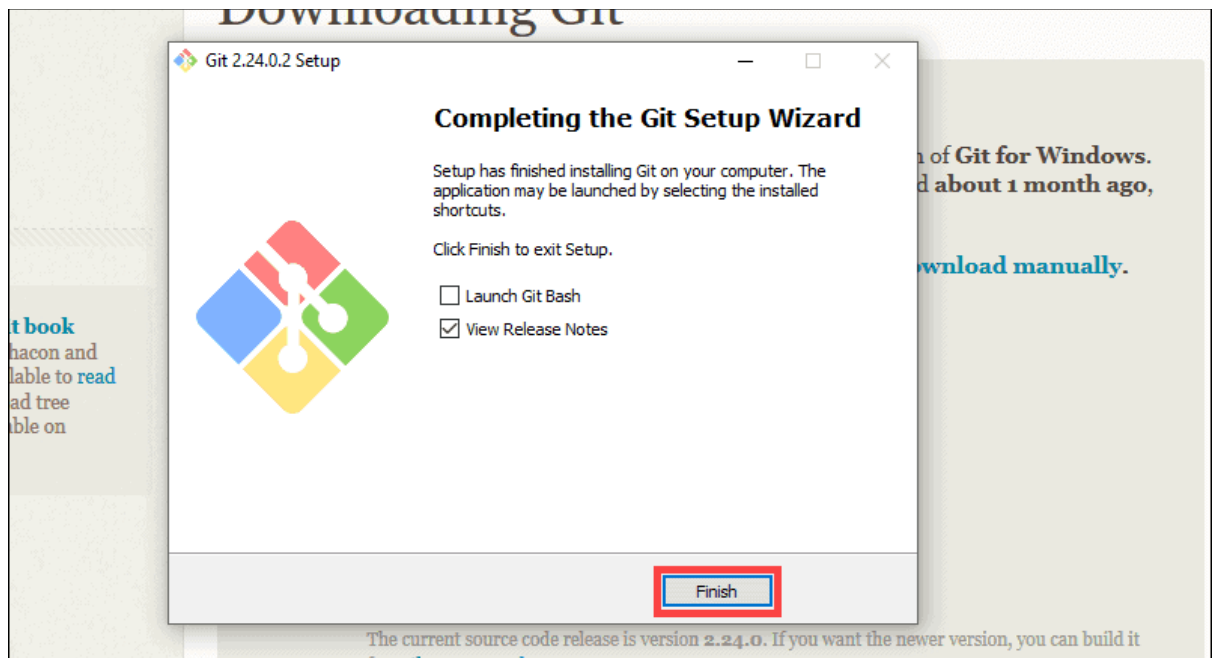 Downloading Git
Git 2.24.0.2 Setup
Completing the Git Setup Wizard
Setup has finished installing Git on your computer. The
application may be launched by selecting the installed
shortcuts.
Click Finish to exit Setup.
Launch Git Bash
View Release Notes
Finish
of Git for Windows.
about 1 month ago,
download manually.
book
hacon and
lable to read
ad tree
able on
The current source code release is version 2.24.0. If you want the newer version, you can build it